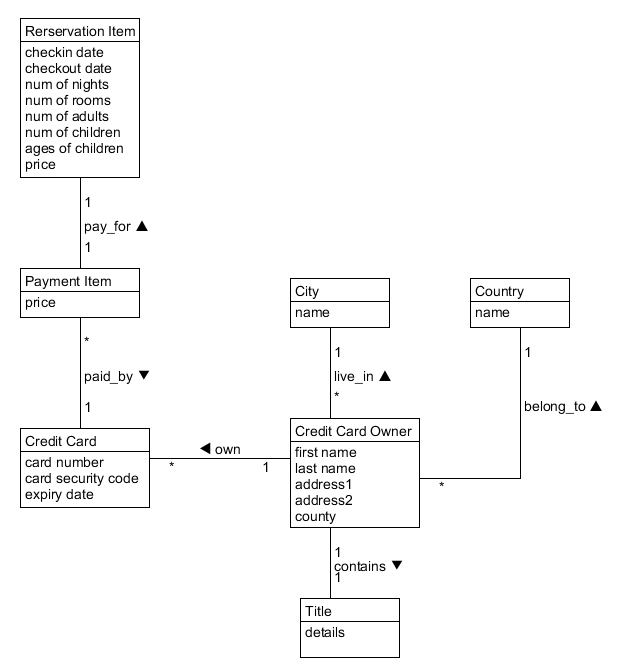 Rerservation Item
checkin date
checkout date
num of nights
num of rooms
num of adults
num of children
ages of children
price
1
pay_for ▲
1
Payment Item
price
*
paid_by ▼
1
Credit Card
card number
card security code
expiry date
◀ own
*
1
City
name
1
live_in ▲
*
Country
name
1
belong_to ▲
*
Credit Card Owner
first name
last name
address1
address2
county
1
contains ▼
1
Title
details